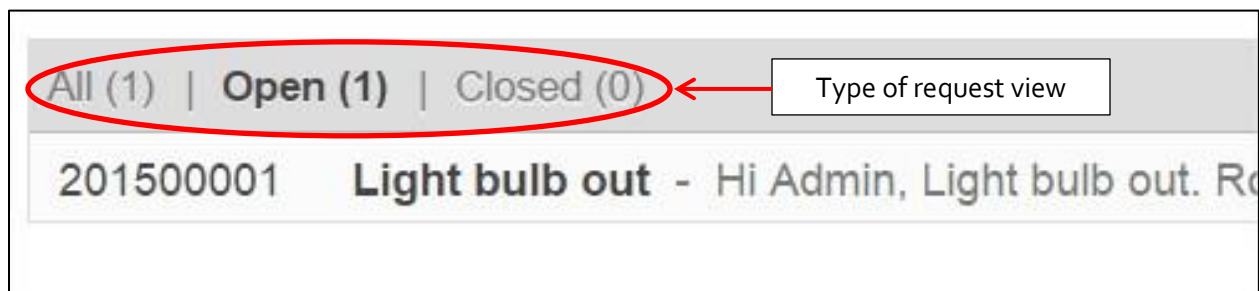 All (1) | Open (1) | Closed (0)
Type of request view
201500001 Light bulb out - Hi Admin, Light bulb out.